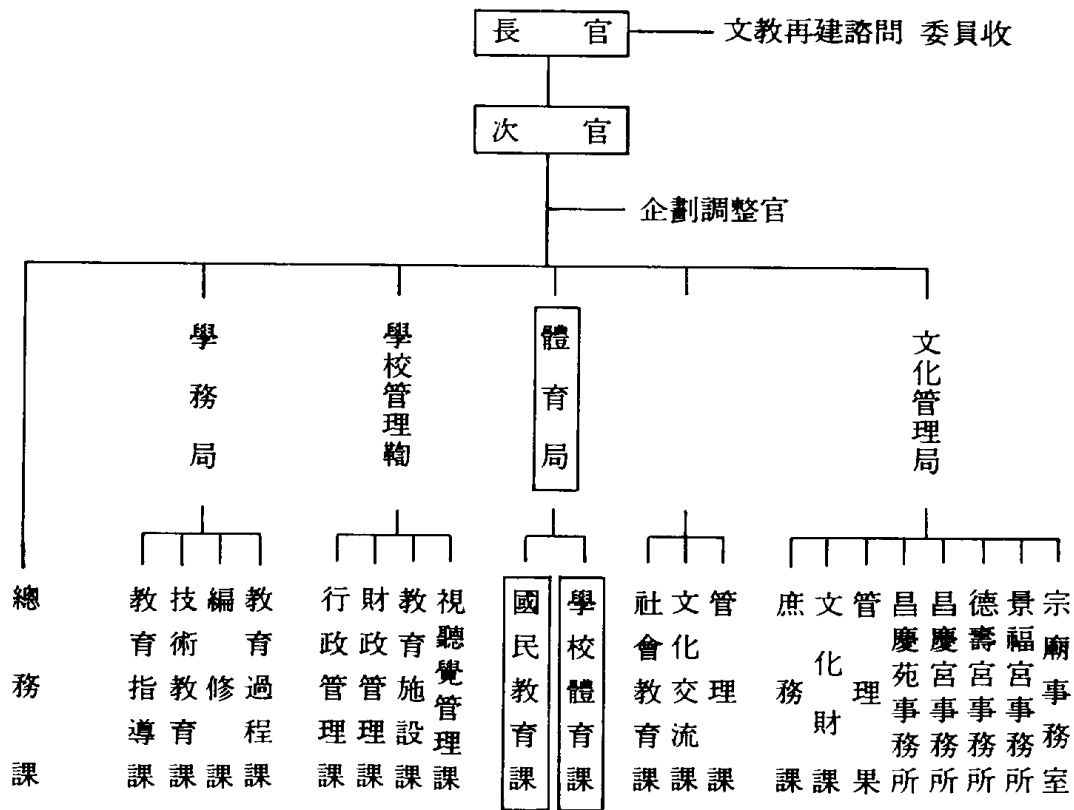 長官
文教再建諮問 委員收
次官
企劃調整官
學務局
學校管理鞫
體育局
文化管理局
總務課
教育指導課
技術教育課
編修課
教育過程課
行政管理課
財政管理課
教育施設課
視聽覺管理課
國民教育課
學校體育課
社會教育課
文化交流課
管理課
庶務課
文化財課
管理果
昌慶苑事務所
昌慶宮事務所
德壽宮事務所
景福宮事務所
宗廟事務室